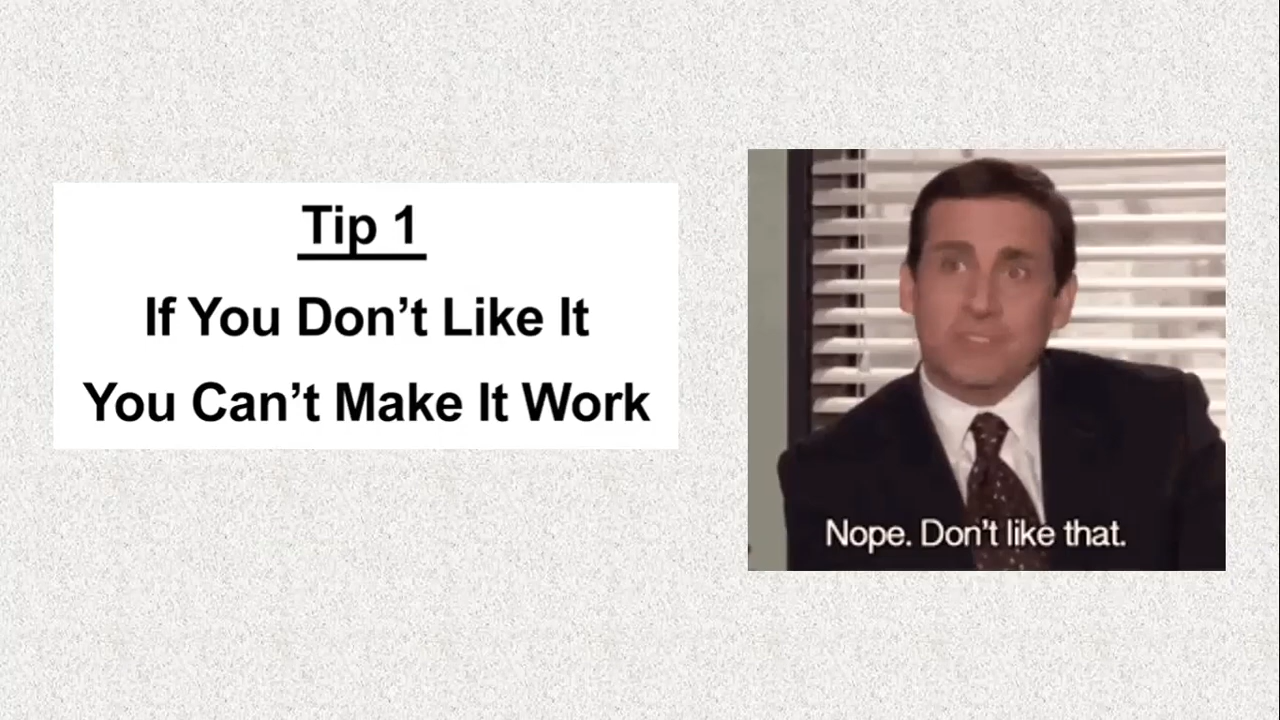 Tip 1
If You Don’t Like It
You Can’t Make It Work
Nope. Don't like that.